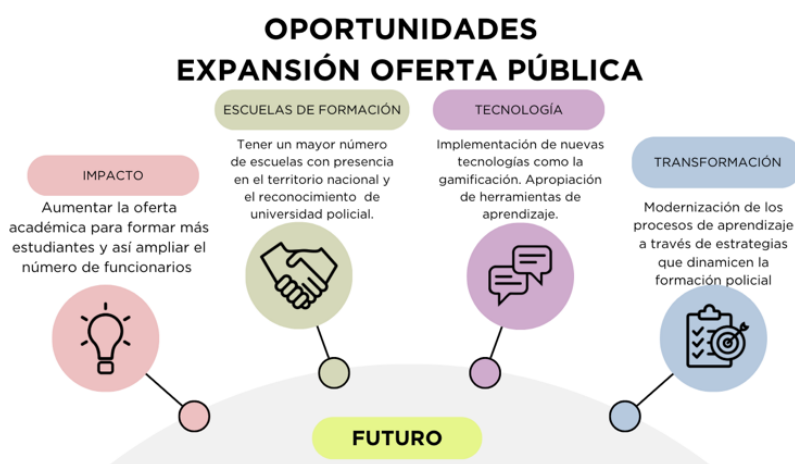 OPORTUNIDADES
EXPANSIÓN OFERTA PÚBLICA
IMPACTO
Aumentar la oferta
académica para formar más
estudiantes y así ampliar el
número de funcionarios
ESCUELAS DE FORMACIÓN
Tener un mayor número
de escuelas con presencia
en el territorio nacional y
el reconocimiento de
universidad policial.
TECNOLOGÍA
Implementación de nuevas
tecnologías como la
gamificación. Apropiación
de herramientas de
aprendizaje.
TRANSFORMACIÓN
Modernización de los
procesos de aprendizaje
a través de estrategias
que dinamicen la
formación policial
FUTURO